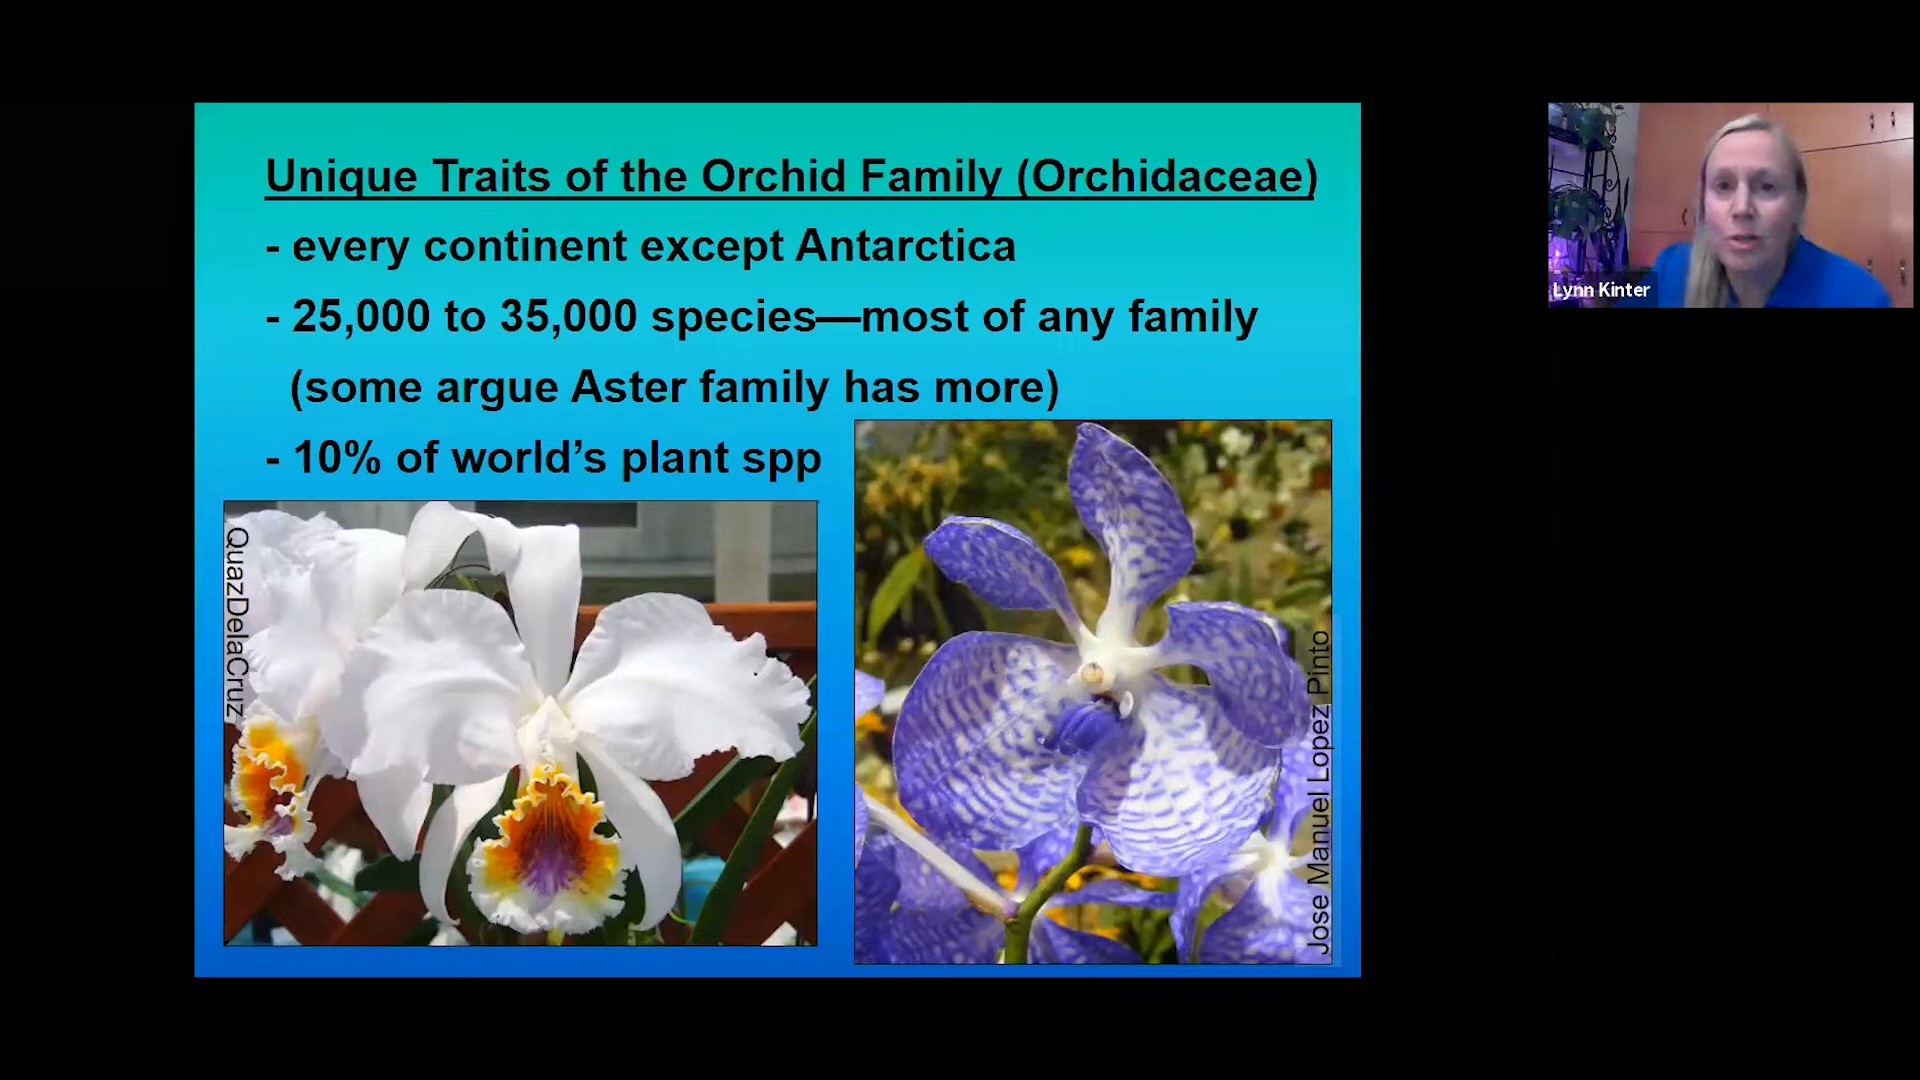 Unique Traits of the Orchid Family (Orchidaceae)
- every continent except Antarctica
- 25,000 to 35,000 species—most of any family
(some argue Aster family has more)
- 10% of world’s plant spp
QuazDelaCruz
Jose Manuel Lopez Pinto
Lynn Kinter